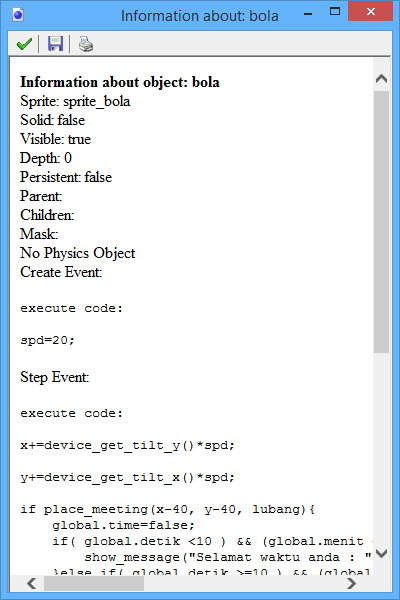 Information about: bola
Information about object: bola
Sprite: sprite_bola
Solid: false
Visible: true
Depth: 0
Persistent: false
Parent:
Children:
Mask:
No Physics Object
Create Event:
execute code:
spd=20;
Step Event:
execute code:
x+=device_get_tilt_y()*spd;
y+=device_get_tilt_x()*spd;
if place_meeting(x-40, y-40, lubang){
global.time=false;
if( global.detik <10 ) && (global.menit
show_message("Selamat waktu anda : "
}else if( global.detik >=10 ) && (global